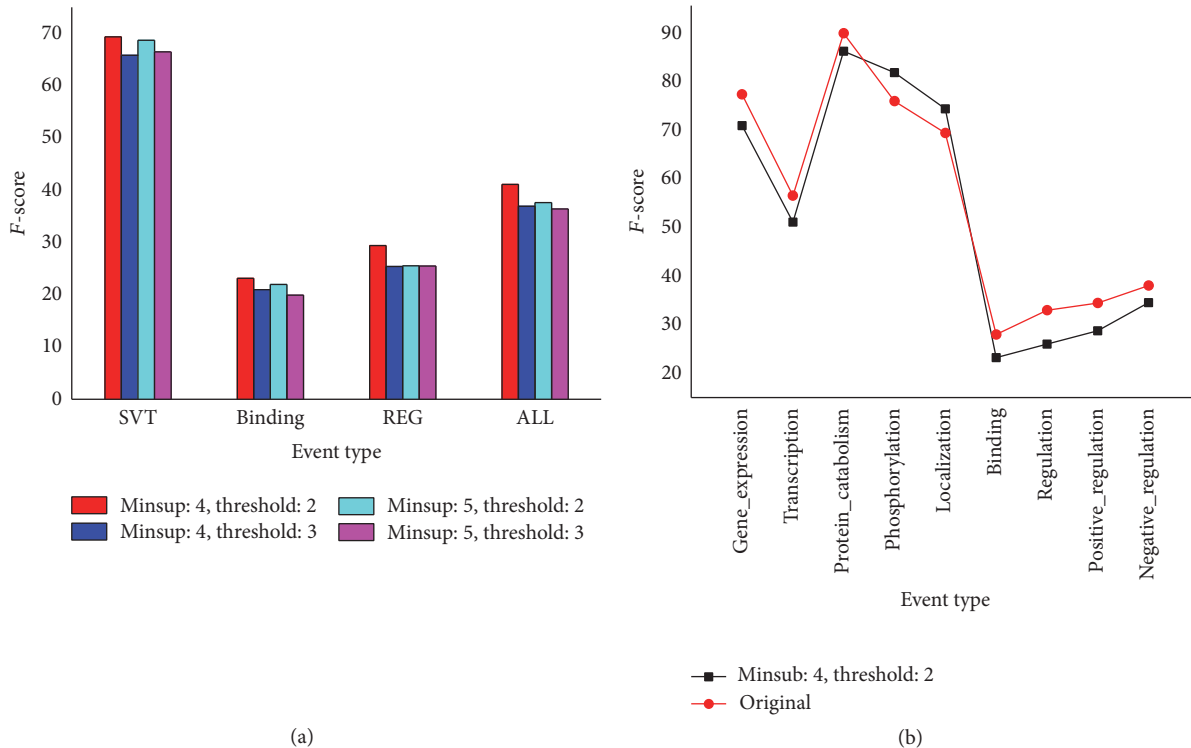 70
60
50
40
30
20
10
0
F-score
SVT
Binding
REG
ALL
Event type
Minsup: 4, threshold: 2
Minsup: 4, threshold: 3
Minsup: 5, threshold: 2
Minsup: 5, threshold: 3
(a)
90
80
70
60
50
40
30
20
F-score
Gene_expression
Transcription
Protein_catabolism
Phosphorylation
Localization
Binding
Regulation
Positive_regulation
Negative_regulation
Event type
Minsub: 4, threshold: 2
Original
(b)